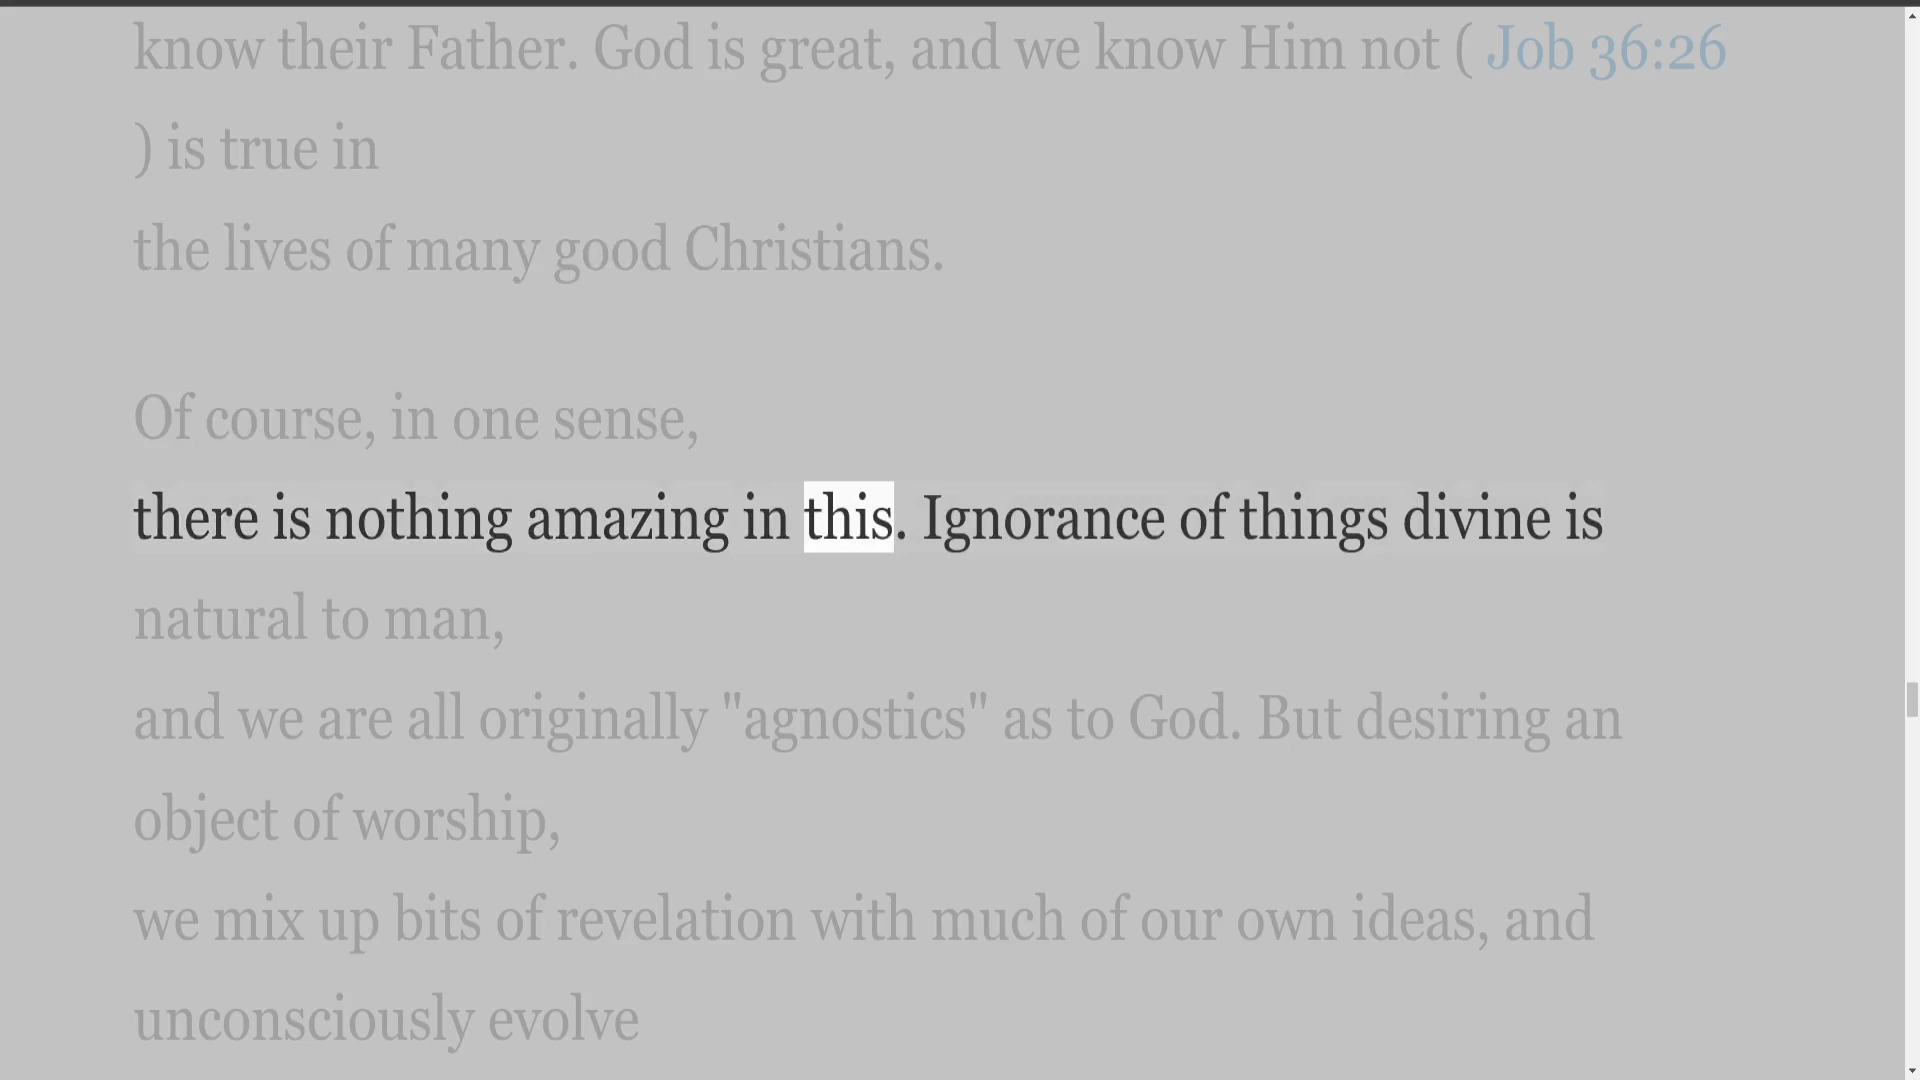 know their Father. God is great, and we know Him not ( Job 36:26
) is true in
the lives of many good Christians.
Of course, in one sense,
there is nothing amazing in this. Ignorance of things divine is
natural to man,
and we are all originally "agnostics" as to God. But desiring an
object of worship,
we mix up bits of revelation with much of our own ideas, and
unconsciously evolve